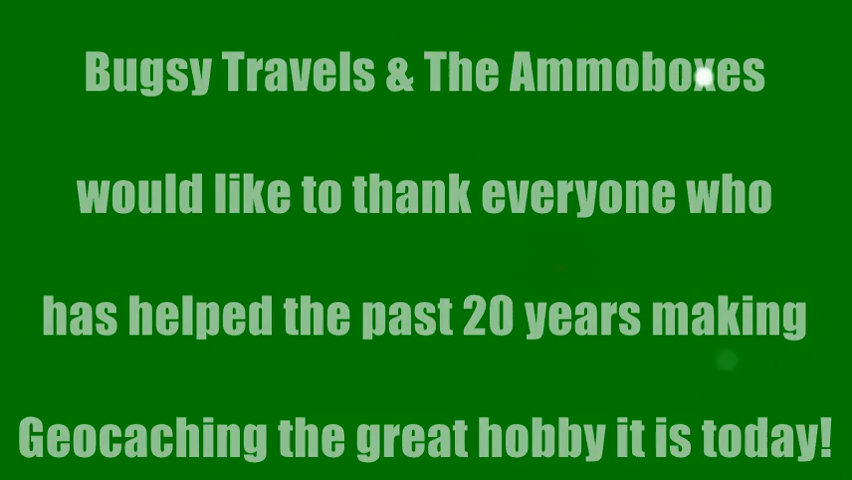 Bugsy Travels & The Ammoboxes
would like to thank everyone who
has helped the past 20 years making
Geocaching the great hobby it is today!